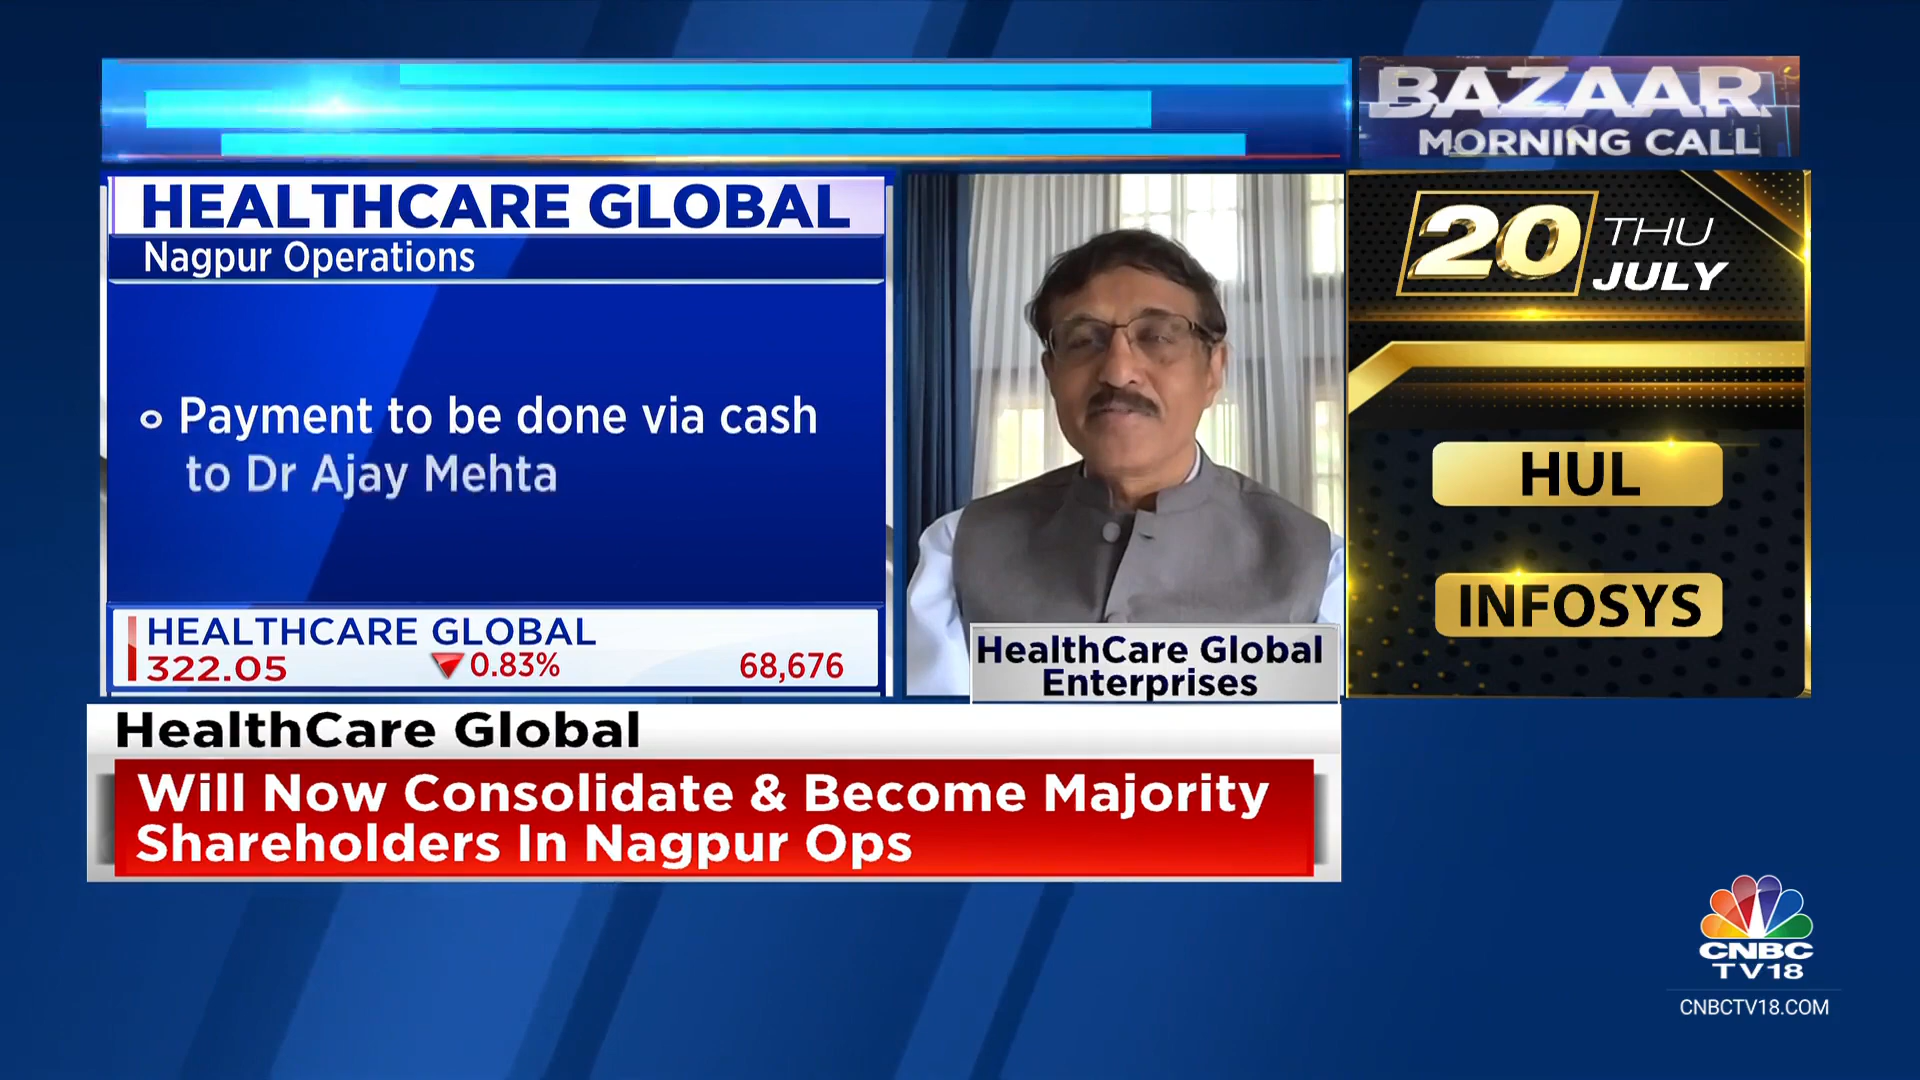 BAZAAR
MORNING CALL
HEALTHCARE GLOBAL
Nagpur Operations
o Payment to be done via cash
to Dr Ajay Mehta
HEALTHCARE GLOBAL
322.05 ▼0.83% 68,676
HealthCare Global
Enterprises
20 THU
JULY
HUL
INFOSYS
HealthCare Global
Will Now Consolidate & Become Majority
Shareholders In Nagpur Ops
CNBC
TV18
CNBCTV18.COM